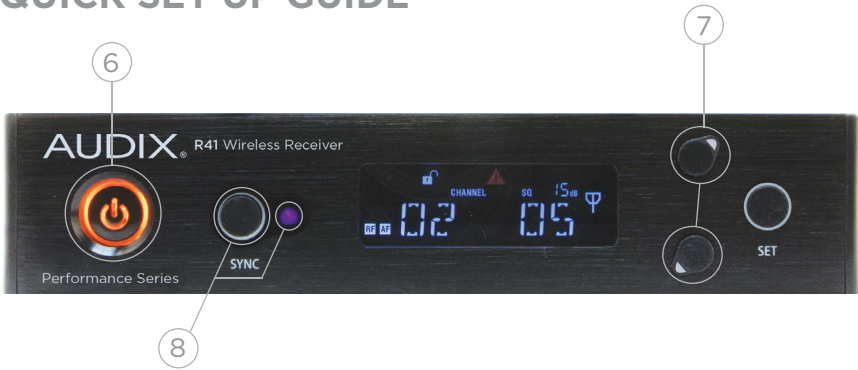 QUICK SET UP GUIDE
7
6
AUDIX® R41 Wireless Receiver
CHANNEL SQ 15dB
RF AF 02 05
SYNC
SET
Performance Series
8